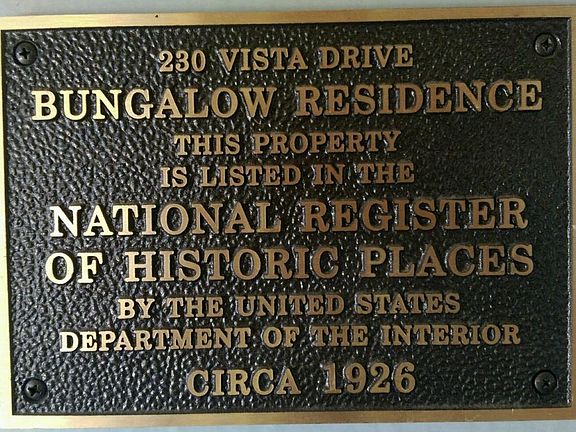 230 VISTA DRIVE
BUNGALOW RESIDENCE
THIS PROPERTY
IS LISTED IN THE
NATIONAL REGISTER
OF HISTORIC PLACES
BY THE UNITED STATES
DEPARTMENT OF THE INTERIOR
CIRCA 1926